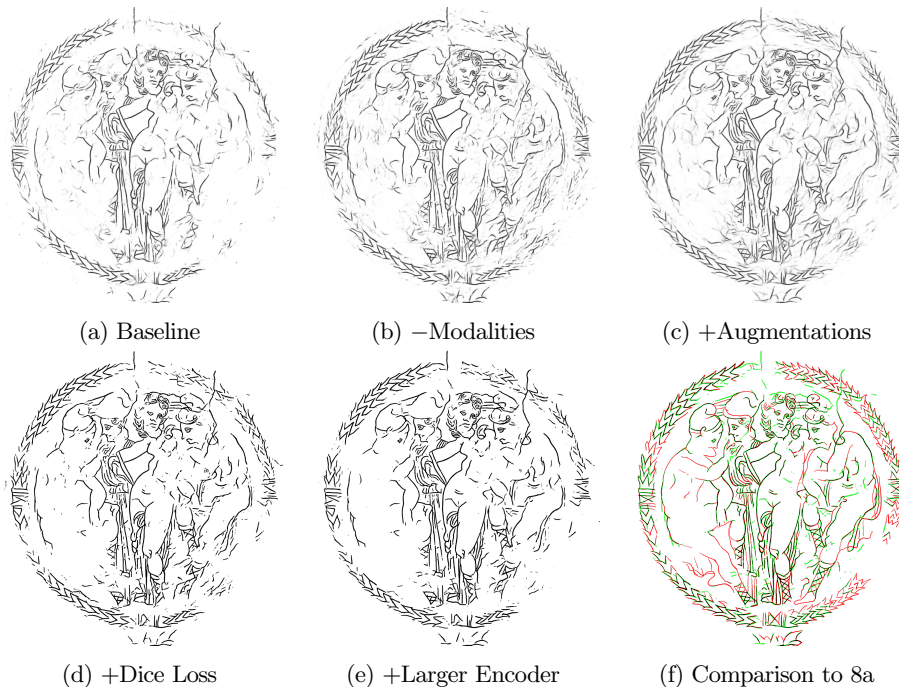 (a) Baseline
(b) −Modalities
(c) +Augmentations
(d) +Dice Loss
(e) +Larger Encoder
(f) Comparison to 8a